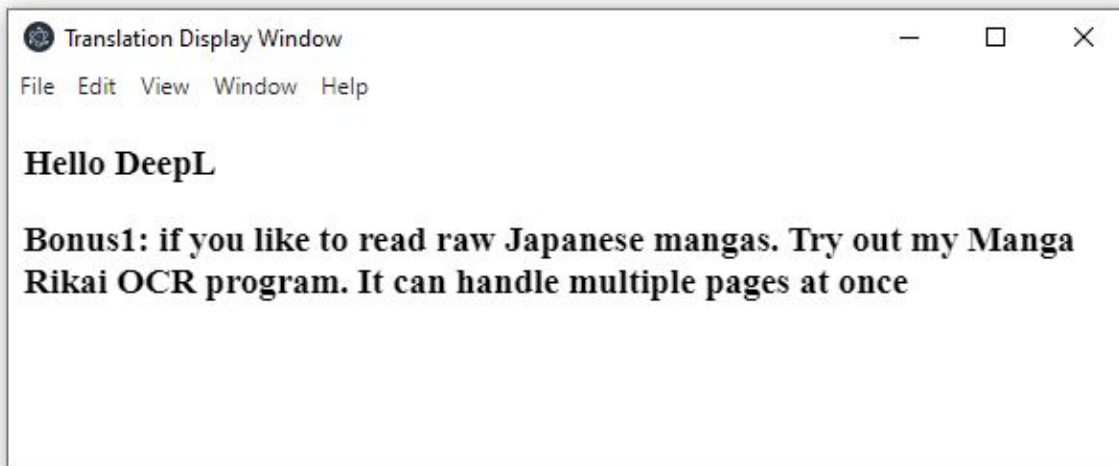 Translation Display Window
File Edit View Window Help
Hello DeepL
Bonus1: if you like to read raw Japanese mangas. Try out my Manga
Rikai OCR program. It can handle multiple pages at once